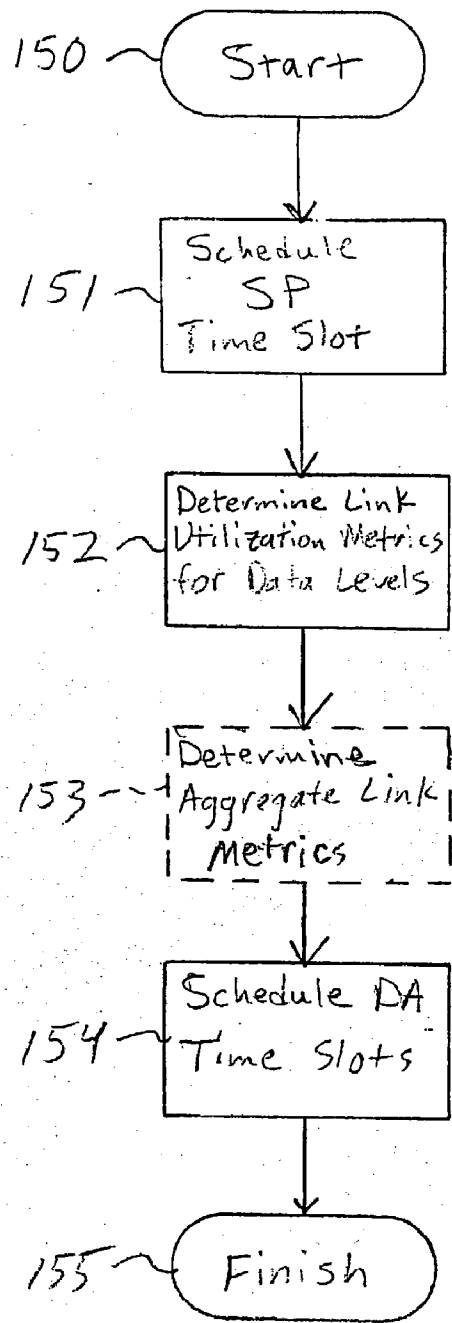 150
Start
151
Schedule
SP
Time Slot
152
Determine Link
Utilization Metrics
for Data Levels
153
Determine
Aggregate Link
Metrics
154
Schedule DA
Time Slots
155
Finish